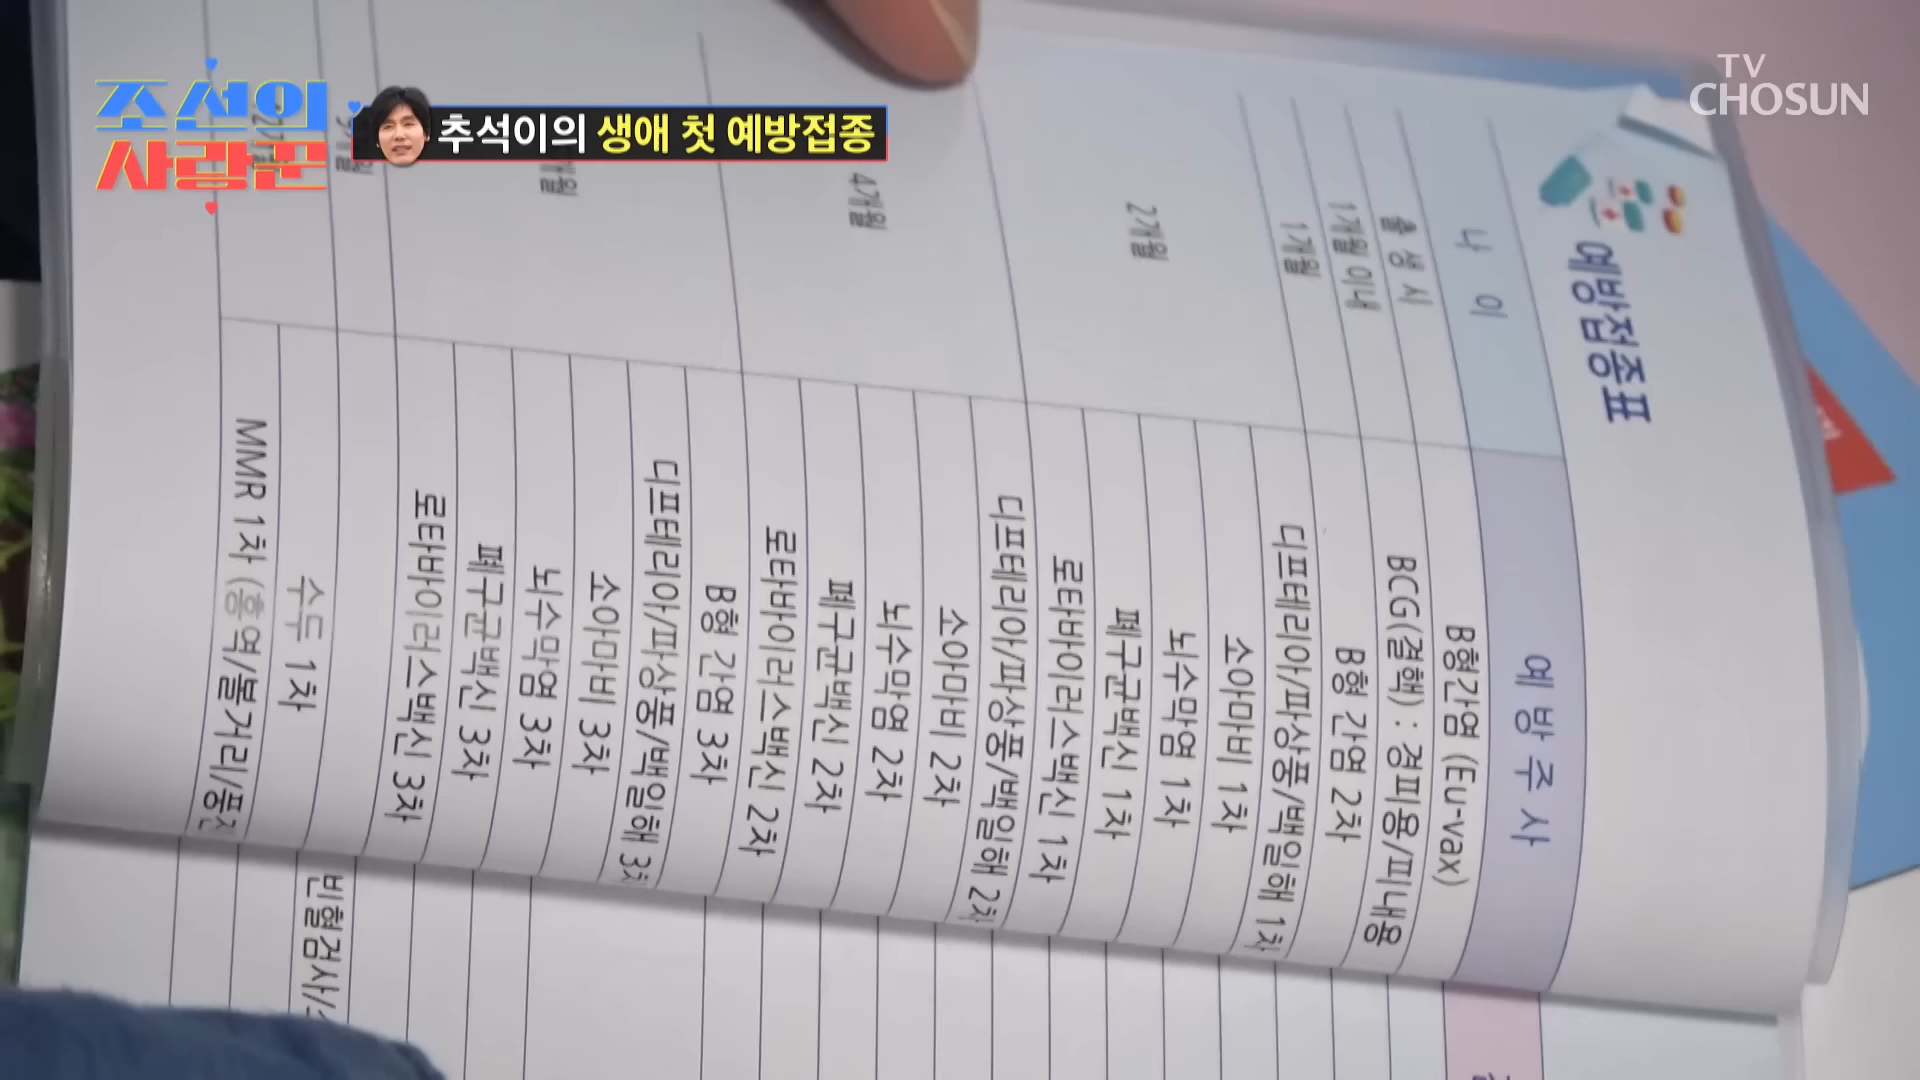 조선의
사랑꾼
추석이의 생애 첫 예방접종
TV
CHOSUN
예방접종표
나 이
예 방 주 사
출 생 시
B형간염 (Eu-vax)
1개월 이내
BCG(결핵) : 경피용/피내용
1개월
B형 간염 2차
2개월
디프테리아/파상풍/백일해 1차
소아마비 1차
뇌수막염 1차
폐구균백신 1차
로타바이러스백신 1차
4개월
디프테리아/파상풍/백일해 2차
소아마비 2차
뇌수막염 2차
폐구균백신 2차
로타바이러스백신 2차
개월
B형 간염 3차
디프테리아/파상풍/백일해 3차
소아마비 3차
뇌수막염 3차
폐구균백신 3차
로타바이러스백신 3차
수두 1차
MMR 1차 (홍역/볼거리/풍진
빈혈검사/